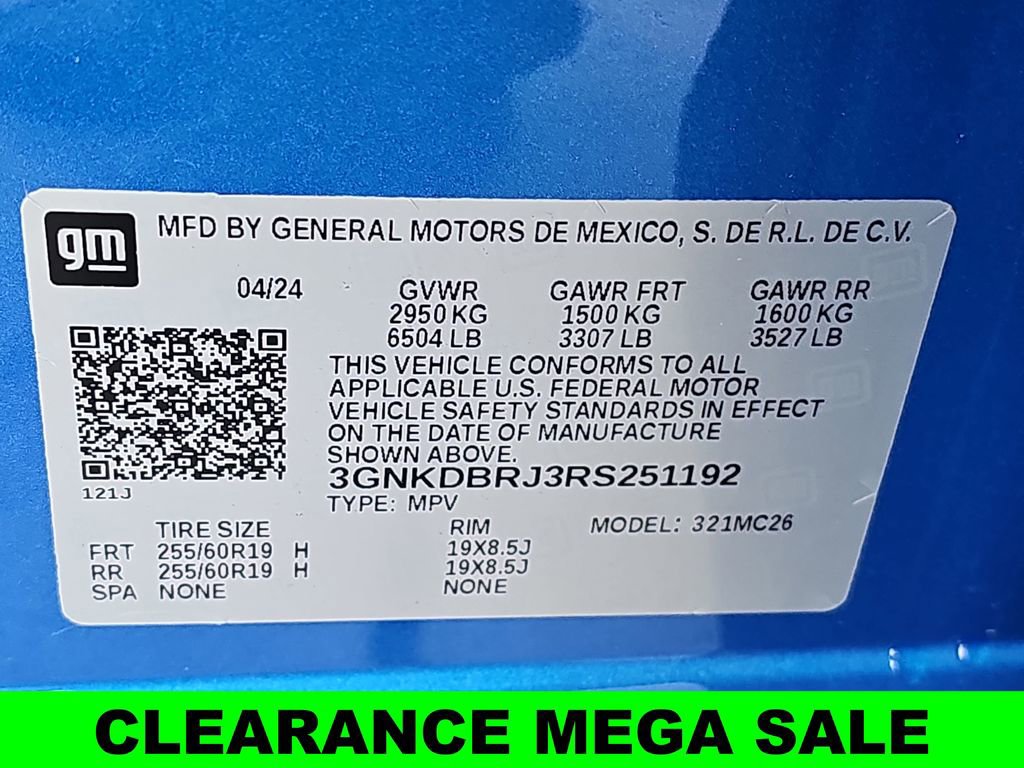 gm
MFD BY GENERAL MOTORS DE MEXICO, S. DE R.L. DE C.V.
04/24 GVWR GAWR FRT GAWR RR
2950 KG 1500 KG 1600 KG
6504 LB 3307 LB 3527 LB
THIS VEHICLE CONFORMS TO ALL
APPLICABLE U.S. FEDERAL MOTOR
VEHICLE SAFETY STANDARDS IN EFFECT
ON THE DATE OF MANUFACTURE
SHOWN ABOVE.
3GNKDBRJ3RS251192
121J
TYPE: MPV
TIRE SIZE RIM MODEL: 321MC26
FRT 255/60R19 H 19X8.5J
RR 255/60R19 H 19X8.5J
SPA NONE NONE
CLEARANCE MEGA SALE